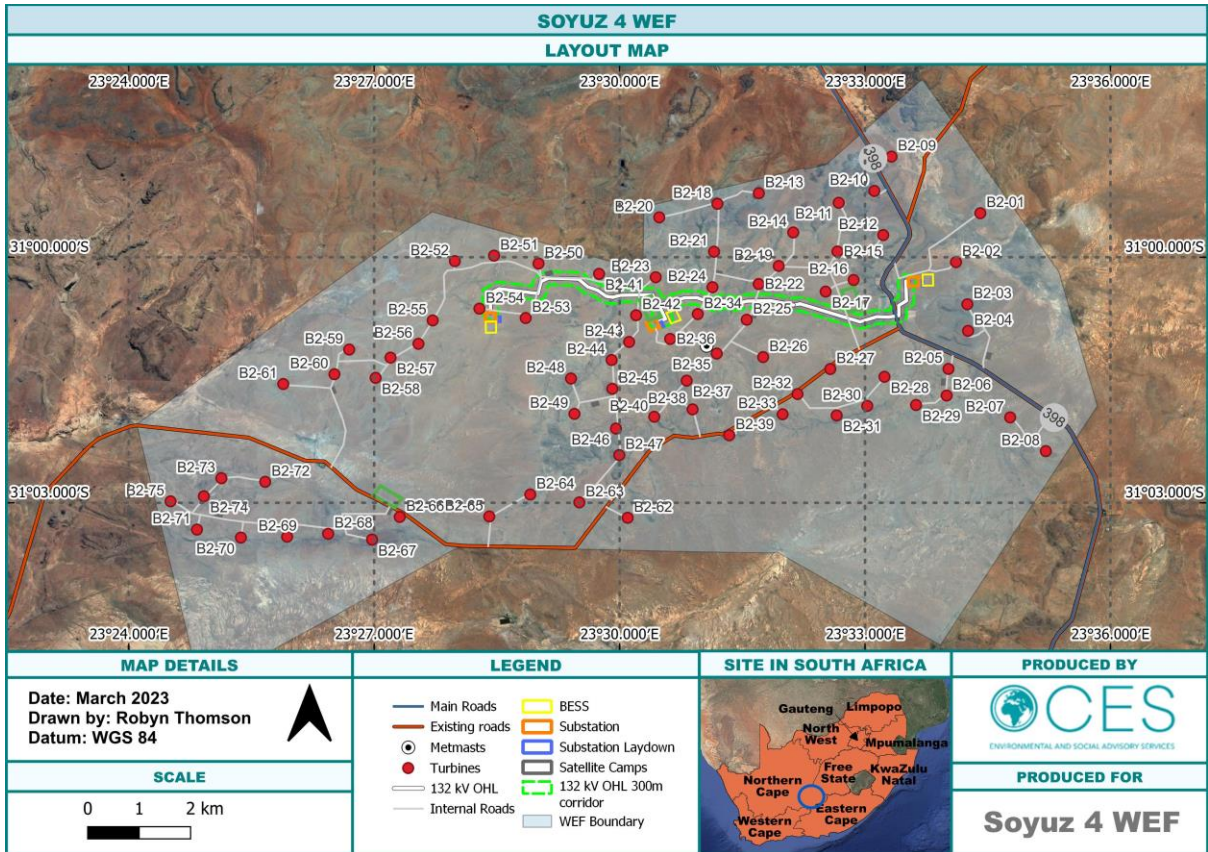 SOYUZ 4 WEF
LAYOUT MAP
23°24.000'E 23°27.000'E 23°30.000'E 23°33.000'E 23°36.000'E
398
B2-09
B2-10
B2-13
B2-18
B2-20
B2-11
B2-01
B2-14
B2-12
31°00.000'S
B2-52
B2-51
B2-50
B2-21
B2-19
B2-15
B2-02
B2-23
B2-24
B2-16
B2-41
B2-22
B2-17
B2-03
B2-54
B2-53
B2-42
B2-34
B2-25
B2-04
B2-55
B2-56
B2-43
B2-36
B2-59
B2-44
B2-35
B2-26
B2-27
B2-05
B2-60
B2-57
B2-61
B2-58
B2-48
B2-45
B2-37
B2-32
B2-28
B2-06
B2-49
B2-40
B2-38
B2-33
B2-30
B2-29
B2-07
398
B2-46
B2-39
B2-31
B2-47
B2-08
B2-73
B2-72
31°03.000'S
31°03.000'S
B2-75
B2-74
B2-66
B2-65
B2-64
B2-63
B2-62
B2-71
B2-69
B2-68
B2-70
B2-67
23°24.000'E 23°27.000'E 23°30.000'E 23°33.000'E 23°36.000'E
MAP DETAILS
Date: March 2023
Drawn by: Robyn Thomson
Datum: WGS 84
SCALE
0 1 2 km
LEGEND
Main Roads
Existing roads
Metmasts
Turbines
132 kV OHL
Internal Roads
BESS
Substation
Substation Laydown
Satellite Camps
132 kV OHL 300m
corridor
WEF Boundary
SITE IN SOUTH AFRICA
Limpopo
Gauteng
North
West
Mpumalanga
Free
State
KwaZulu
Natal
Northern
Cape
Eastern
Cape
Western
Cape
PRODUCED BY
CES
ENVIRONMENTAL AND SOCIAL ADVISORY SERVICES
PRODUCED FOR
Soyuz 4 WEF